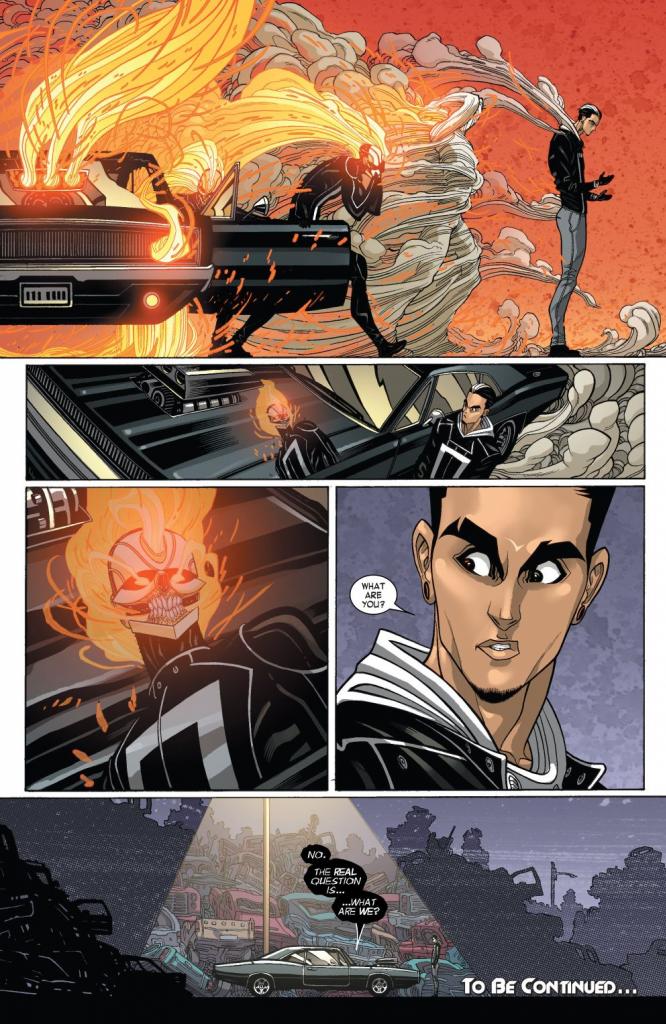 WHAT
ARE
YOU?
NO.
THE REAL
QUESTION
IS...
...WHAT
ARE WE?
TO BE CONTINUED...